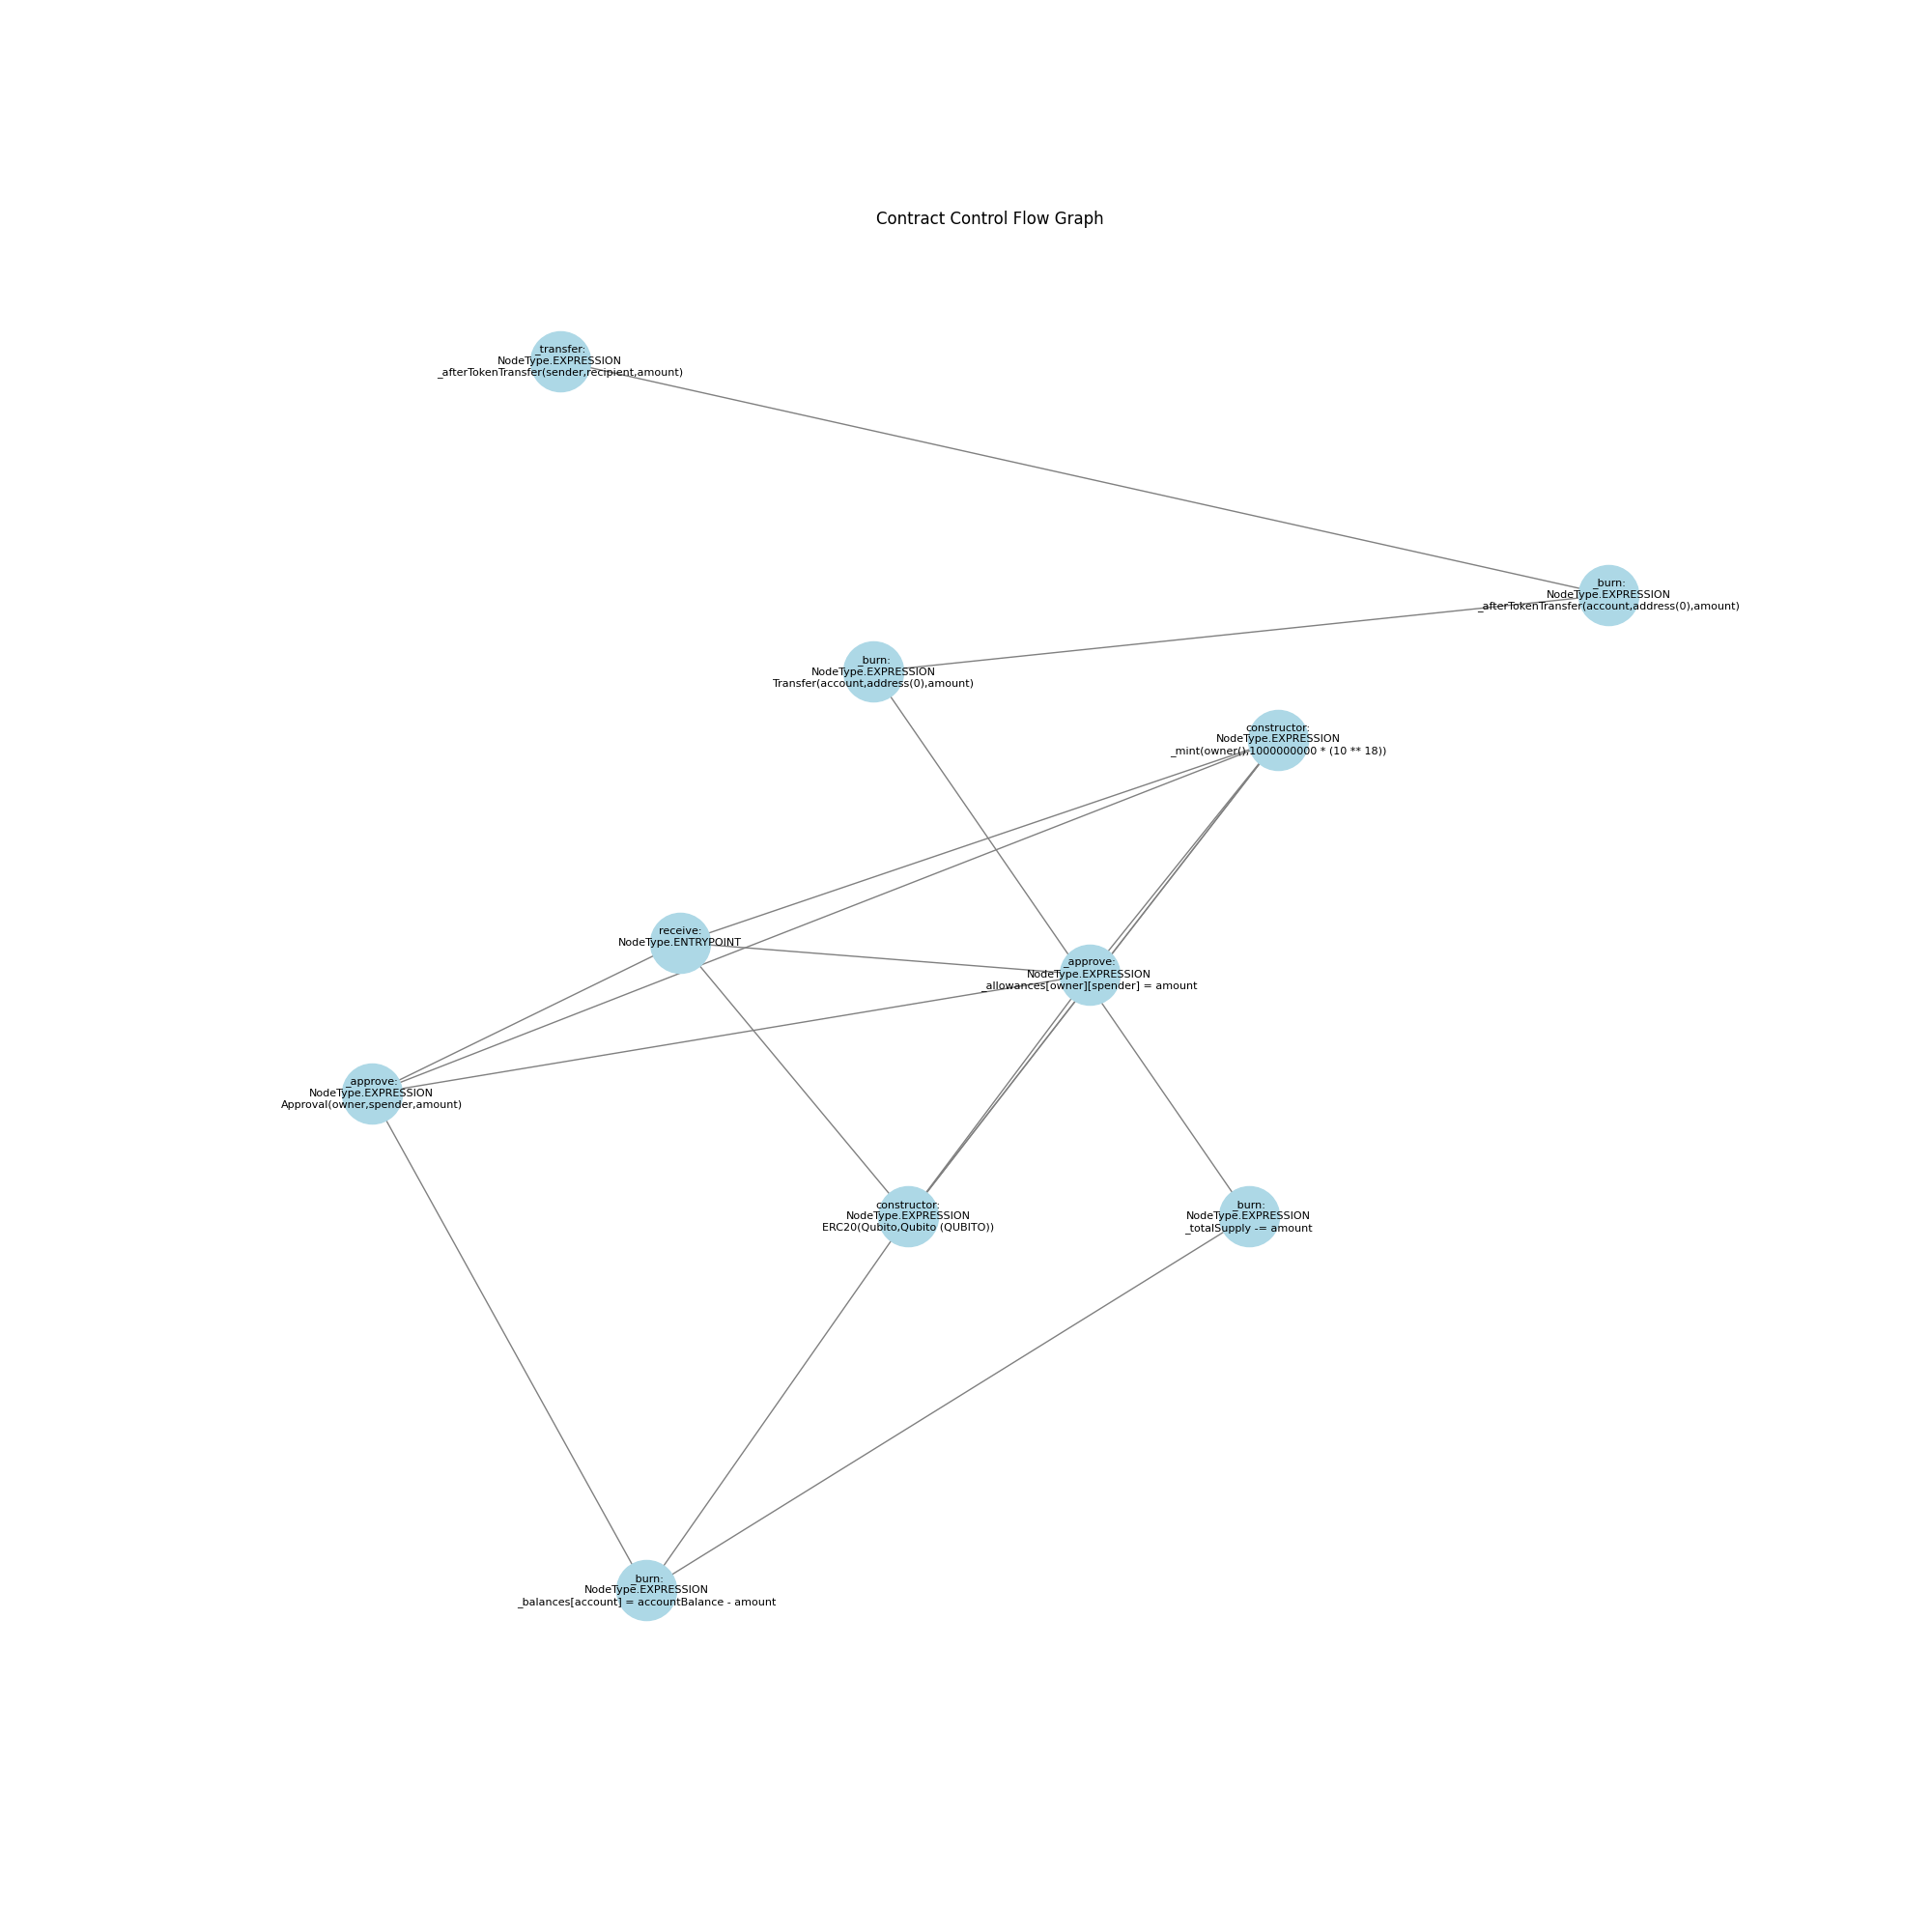 Contract Control Flow Graph
_transfer:
NodeType.EXPRESSION
_afterTokenTransfer(sender,recipient,amount)
_burn:
NodeType.EXPRESSION
_afterTokenTransfer(account,address(0),amount)
_burn:
NodeType.EXPRESSION
Transfer(account,address(0),amount)
constructor:
NodeType.EXPRESSION
_mint(owner(),1000000000 * (10 ** 18))
receive:
NodeType.ENTRYPOINT
_approve:
NodeType.EXPRESSION
_allowances[owner][spender] = amount
_approve:
NodeType.EXPRESSION
Approval(owner,spender,amount)
constructor:
NodeType.EXPRESSION
ERC20(Qubito,Qubito (QUBITO))
_burn:
NodeType.EXPRESSION
_totalSupply -= amount
_burn:
NodeType.EXPRESSION
_balances[account] = accountBalance - amount